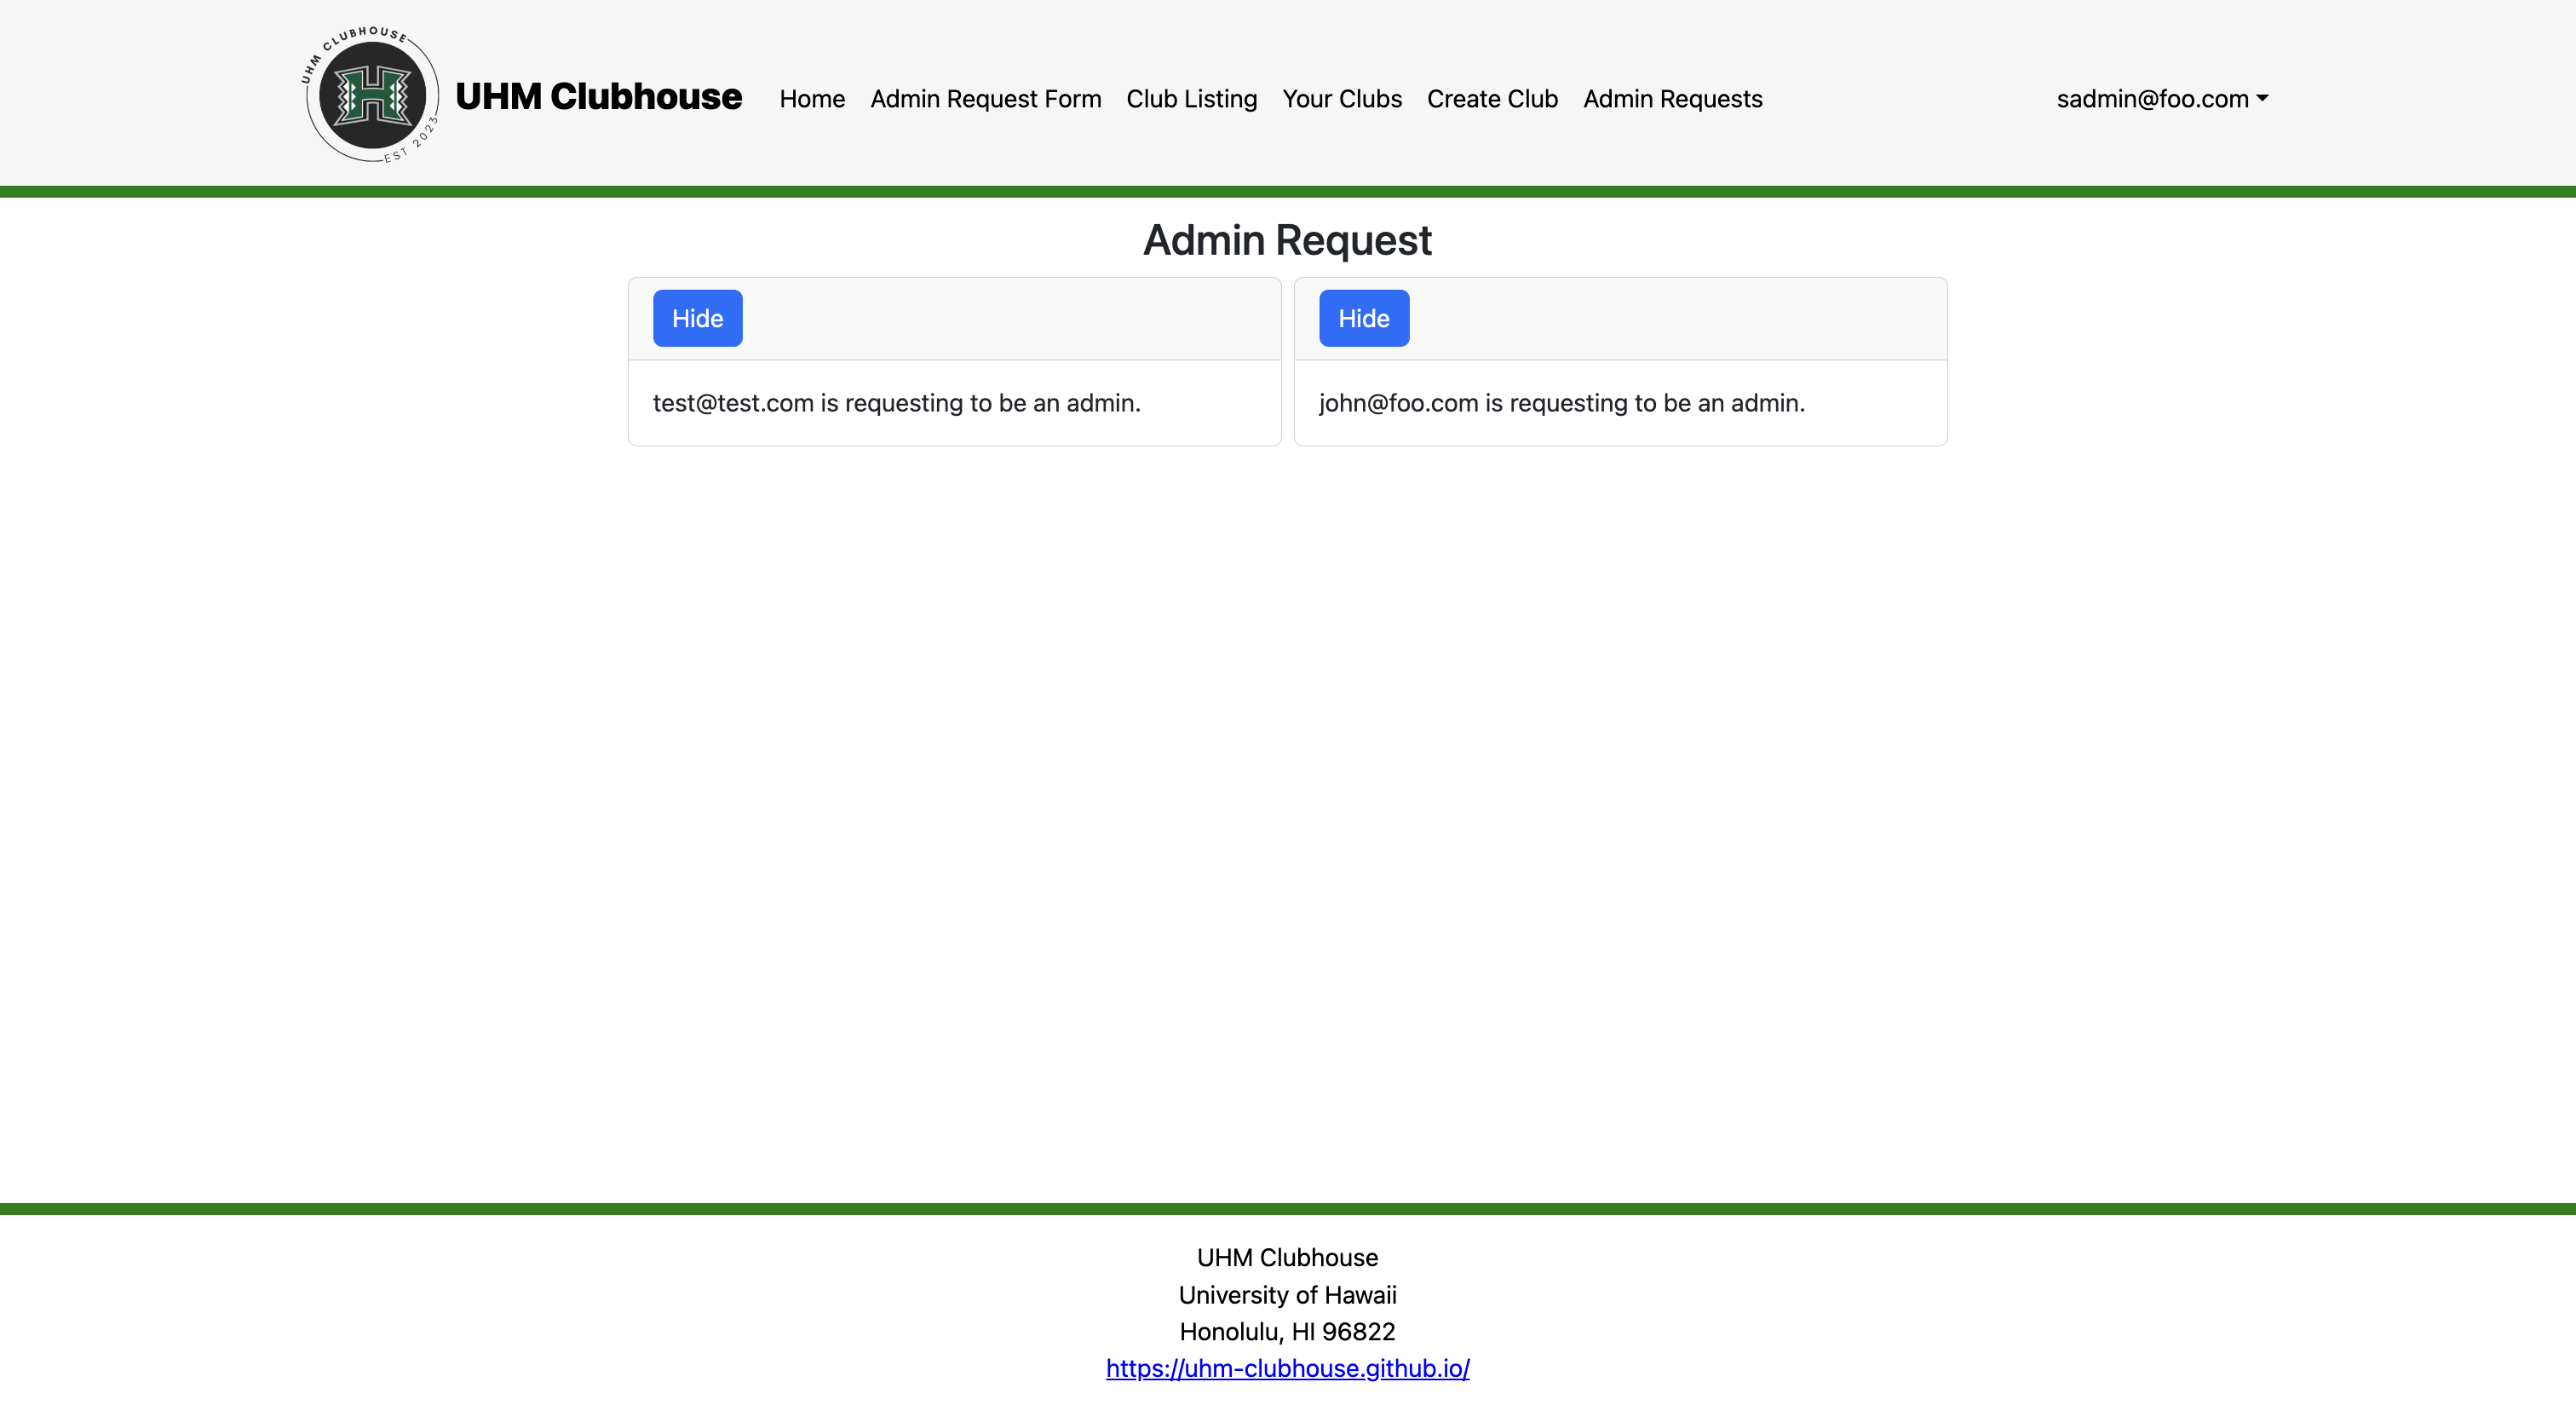 UHM CLUBHOUSE
EST 2023
UHM Clubhouse
Home Admin Request Form Club Listing Your Clubs Create Club Admin Requests sadmin@foo.com
Admin Request
Hide
test@test.com is requesting to be an admin.
Hide
john@foo.com is requesting to be an admin.
UHM Clubhouse
University of Hawaii
Honolulu, HI 96822
https://uhm-clubhouse.github.io/